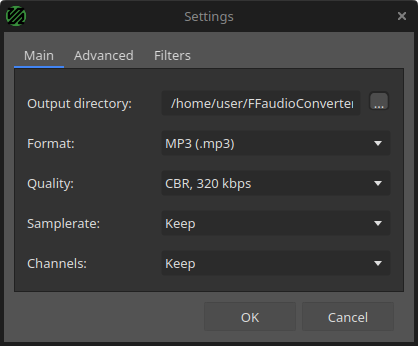 Settings
Main Advanced Filters
Output directory: /home/user/FFaudioConverter ...
Format: MP3 (.mp3)
Quality: CBR, 320 kbps
Samplerate: Keep
Channels: Keep
OK Cancel